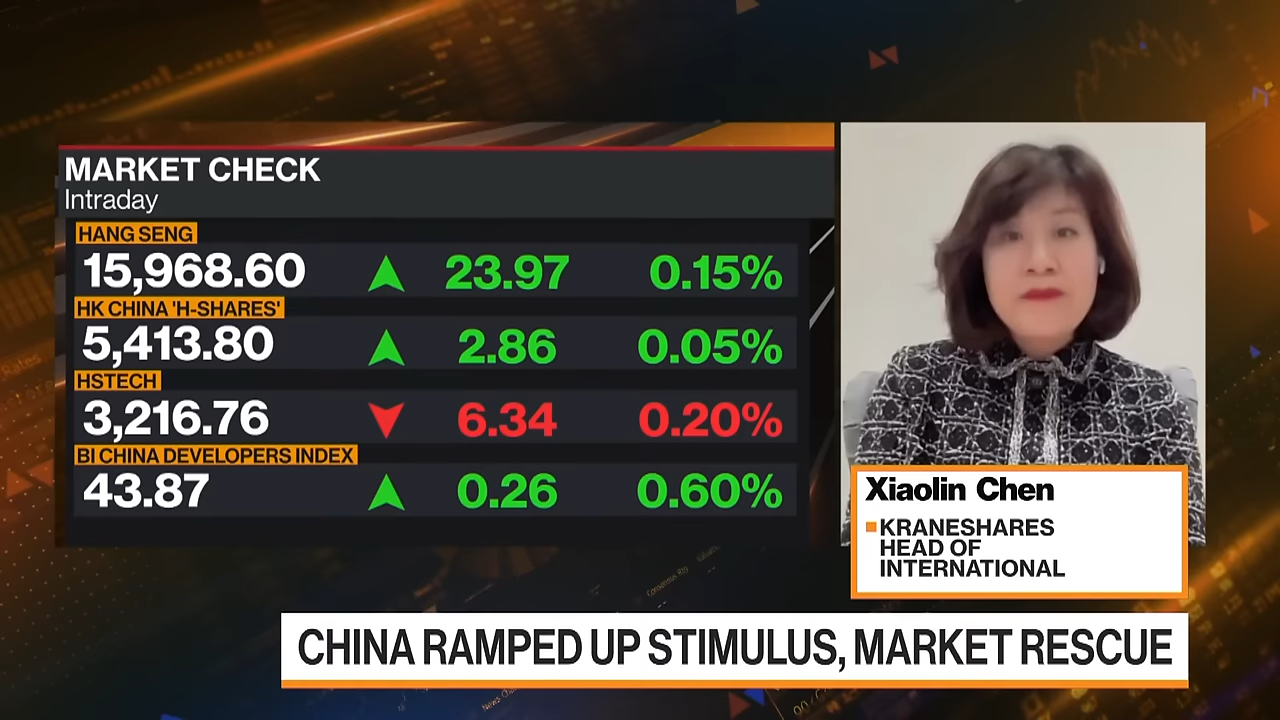 MARKET CHECK
Intraday
HANG SENG
15,968.60 23.97 0.15%
HK CHINA 'H-SHARES'
5,413.80 2.86 0.05%
HSTECH
3,216.76 6.34 0.20%
BI CHINA DEVELOPERS INDEX
43.87 0.26 0.60%
Xiaolin Chen
KRANESHARES
HEAD OF
INTERNATIONAL
CHINA RAMPED UP STIMULUS, MARKET RESCUE